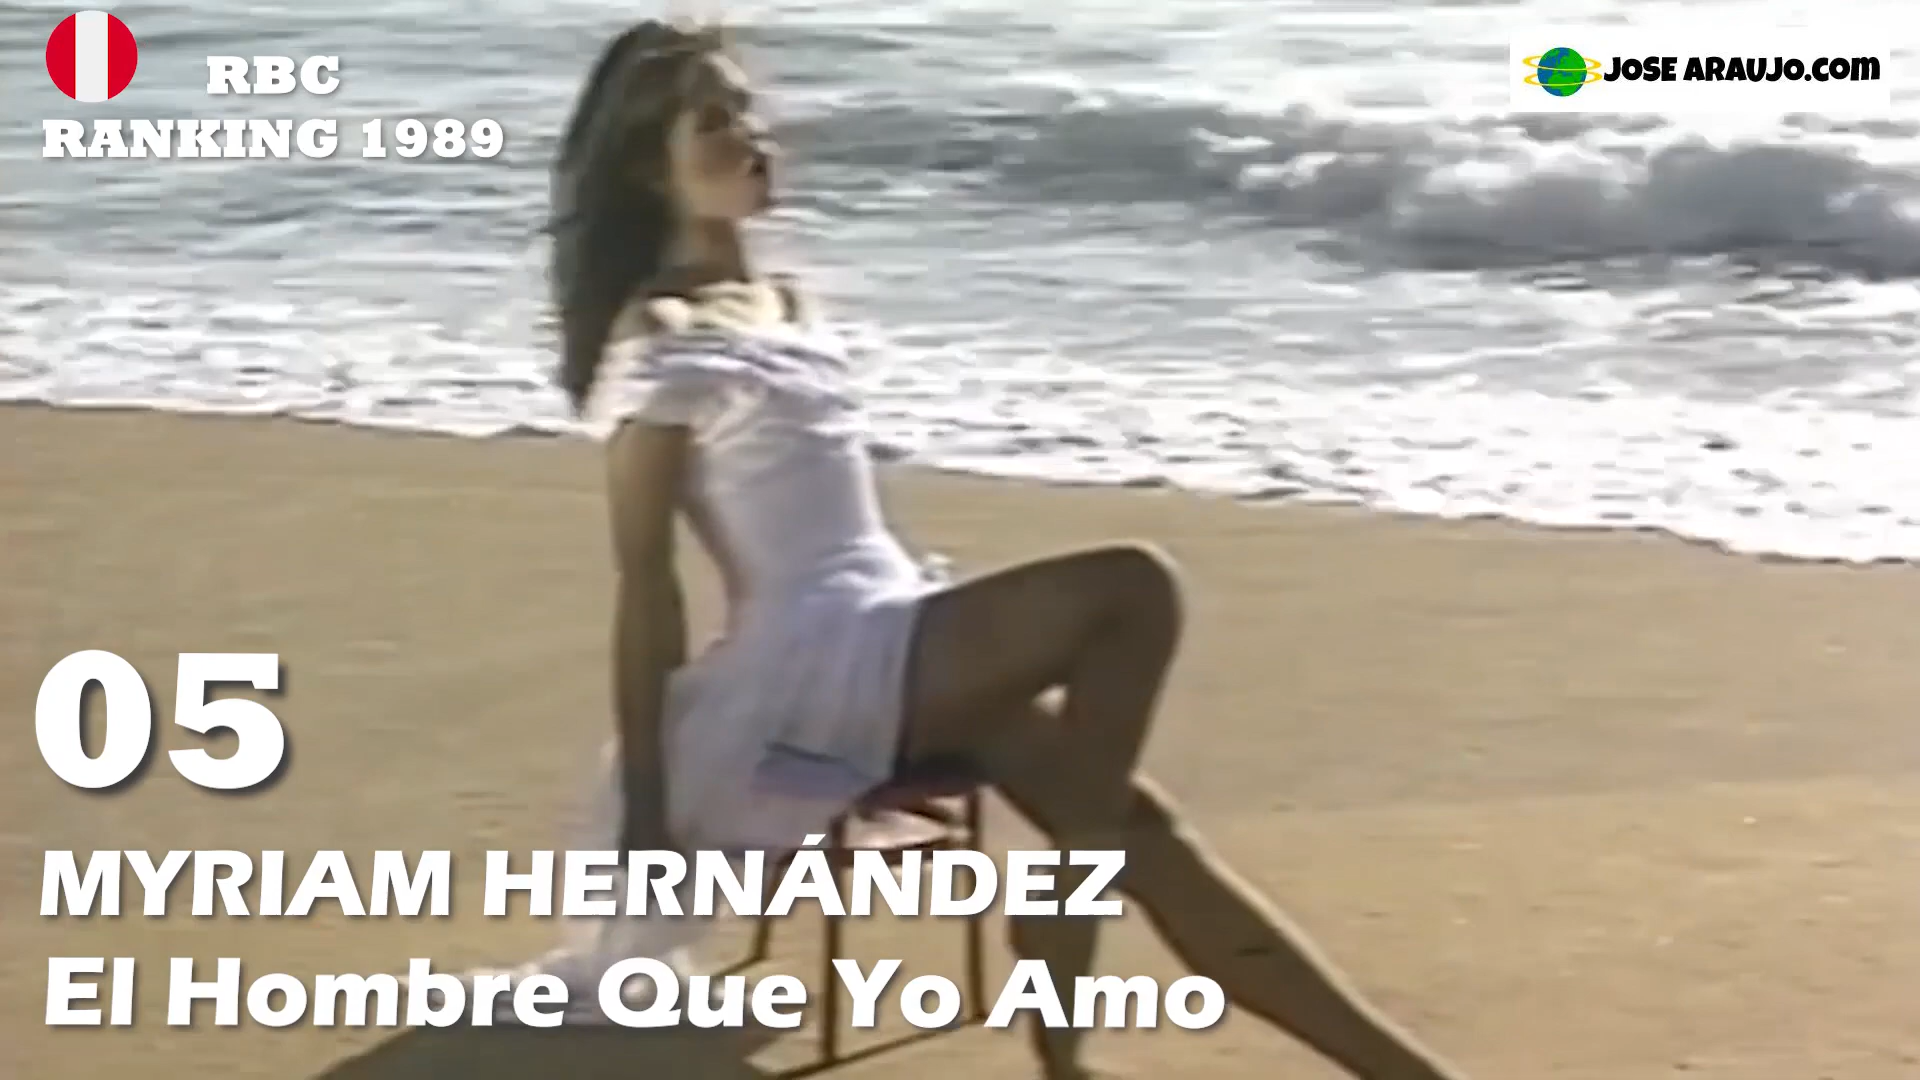 RBC
RANKING 1989
JOSE ARAUJO.com
05
MYRIAM HERNÁNDEZ
El Hombre Que Yo Amo